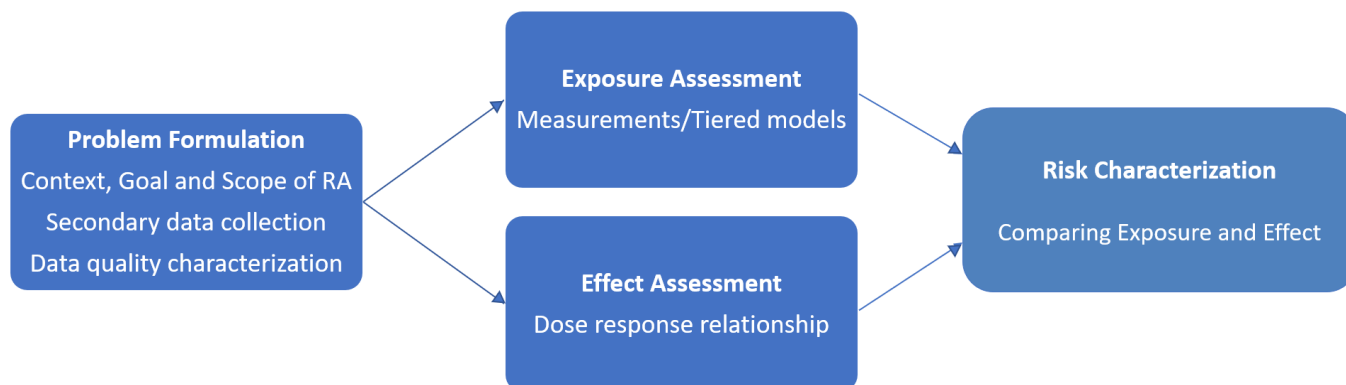 Problem Formulation
Context, Goal and Scope of RA
Secondary data collection
Data quality characterization
Exposure Assessment
Measurements/Tiered models
Effect Assessment
Dose response relationship
Risk Characterization
Comparing Exposure and Effect